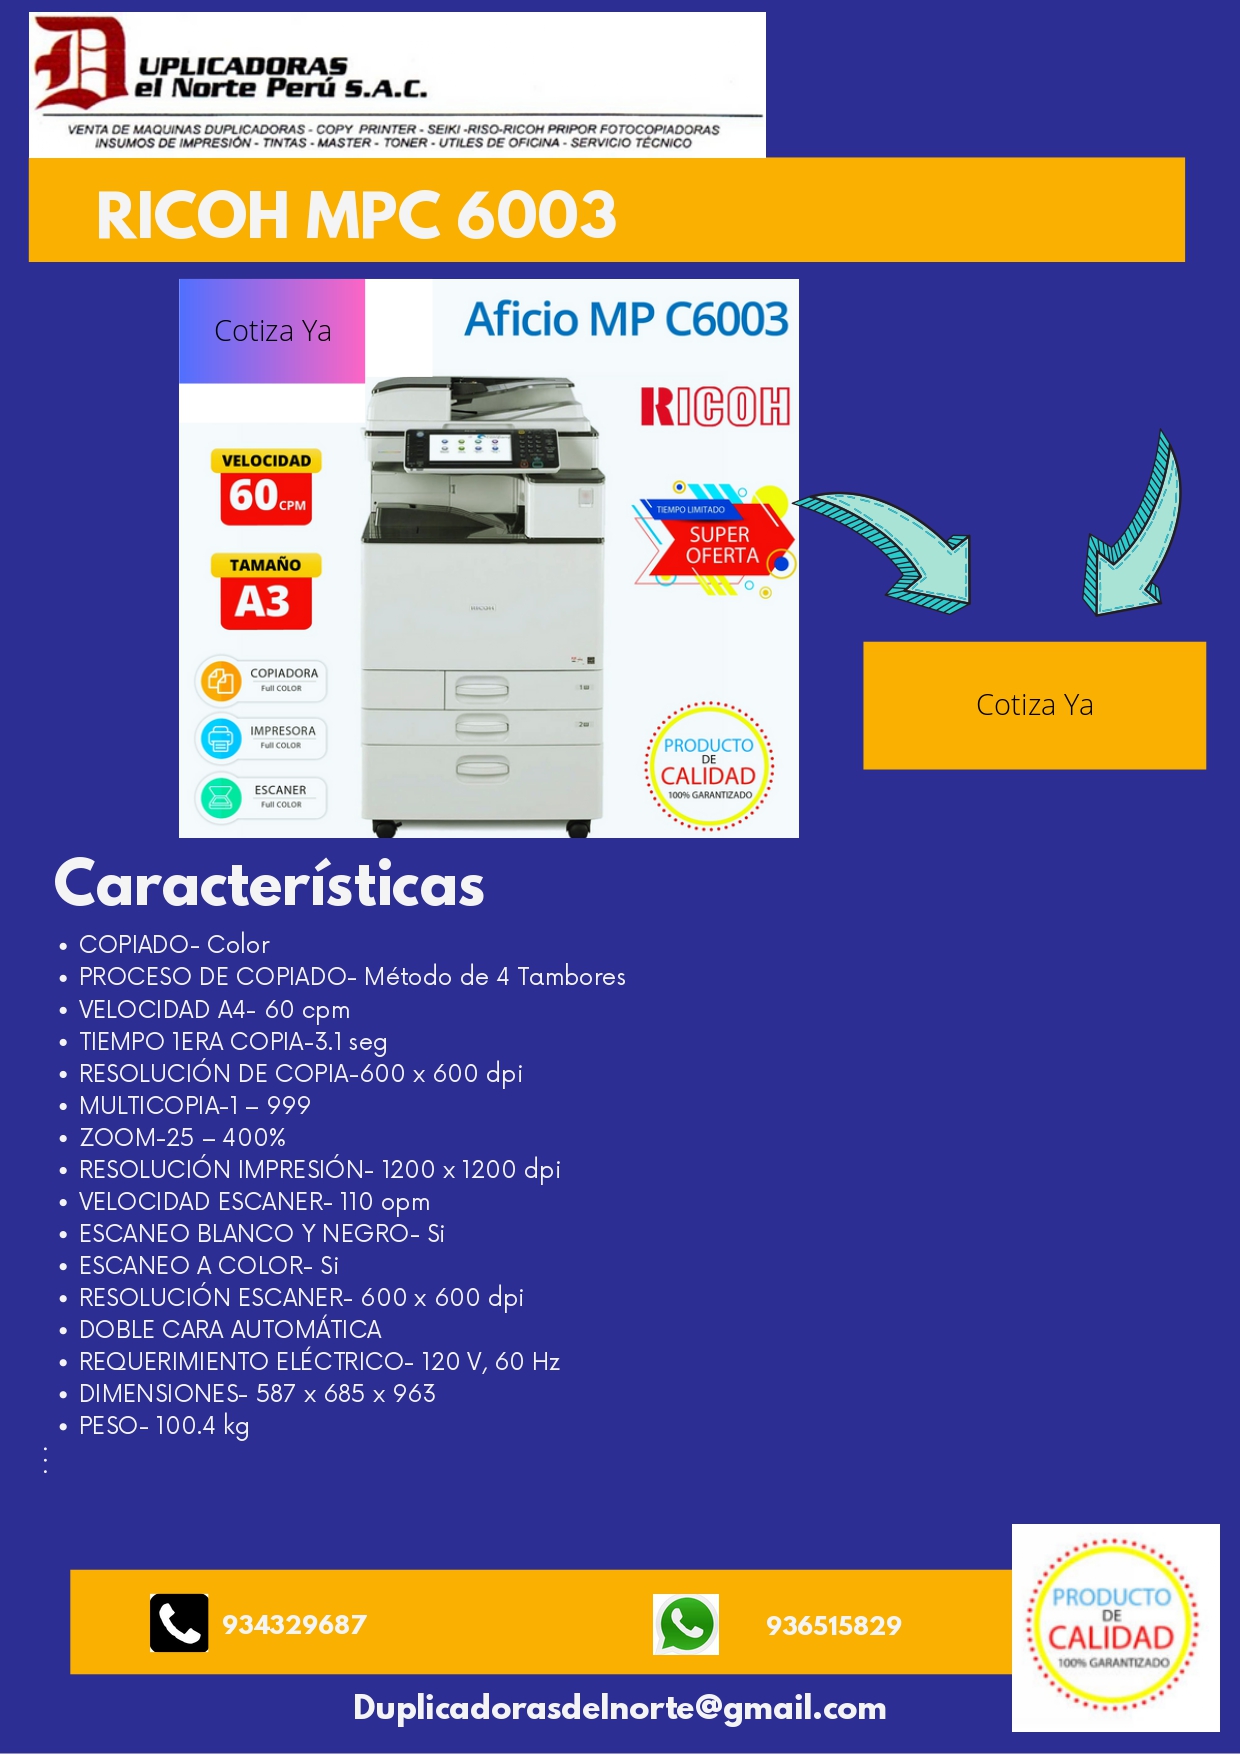 DUPLICADORAS
el Norte Perú S.A.C.
VENTA DE MAQUINAS DUPLICADORAS - COPY PRINTER - SEIKI -RISO-RICOH PRIPOR FOTOCOPIADORAS
INSUMOS DE IMPRESIÓN - TINTAS - MASTER - TONER - UTILES DE OFICINA - SERVICIO TÉCNICO
RICOH MPC 6003
Cotiza Ya
Aficio MP C6003
RICOH
VELOCIDAD
60 CPM
TAMAÑO
A3
COPIADORA
Full COLOR
IMPRESORA
Full COLOR
ESCANER
Full COLOR
RICOH
TIEMPO LIMITADO
SUPER
OFERTA
PRODUCTO
DE
CALIDAD
100% GARANTIZADO
Cotiza Ya
Características
• COPIADO- Color
• PROCESO DE COPIADO- Método de 4 Tambores
• VELOCIDAD A4- 60 cpm
• TIEMPO 1ERA COPIA-3.1 seg
• RESOLUCIÓN DE COPIA-600 x 600 dpi
• MULTICOPIA-1 – 999
• ZOOM-25 – 400%
• RESOLUCIÓN IMPRESIÓN- 1200 x 1200 dpi
• VELOCIDAD ESCANER- 110 opm
• ESCANEO BLANCO Y NEGRO- Si
• ESCANEO A COLOR- Si
• RESOLUCIÓN ESCANER- 600 x 600 dpi
• DOBLE CARA AUTOMÁTICA
• REQUERIMIENTO ELÉCTRICO- 120 V, 60 Hz
• DIMENSIONES- 587 x 685 x 963
• PESO- 100.4 kg
934329687
936515829
PRODUCTO
DE
CALIDAD
100% GARANTIZADO
Duplicadorasdelnorte@gmail.com